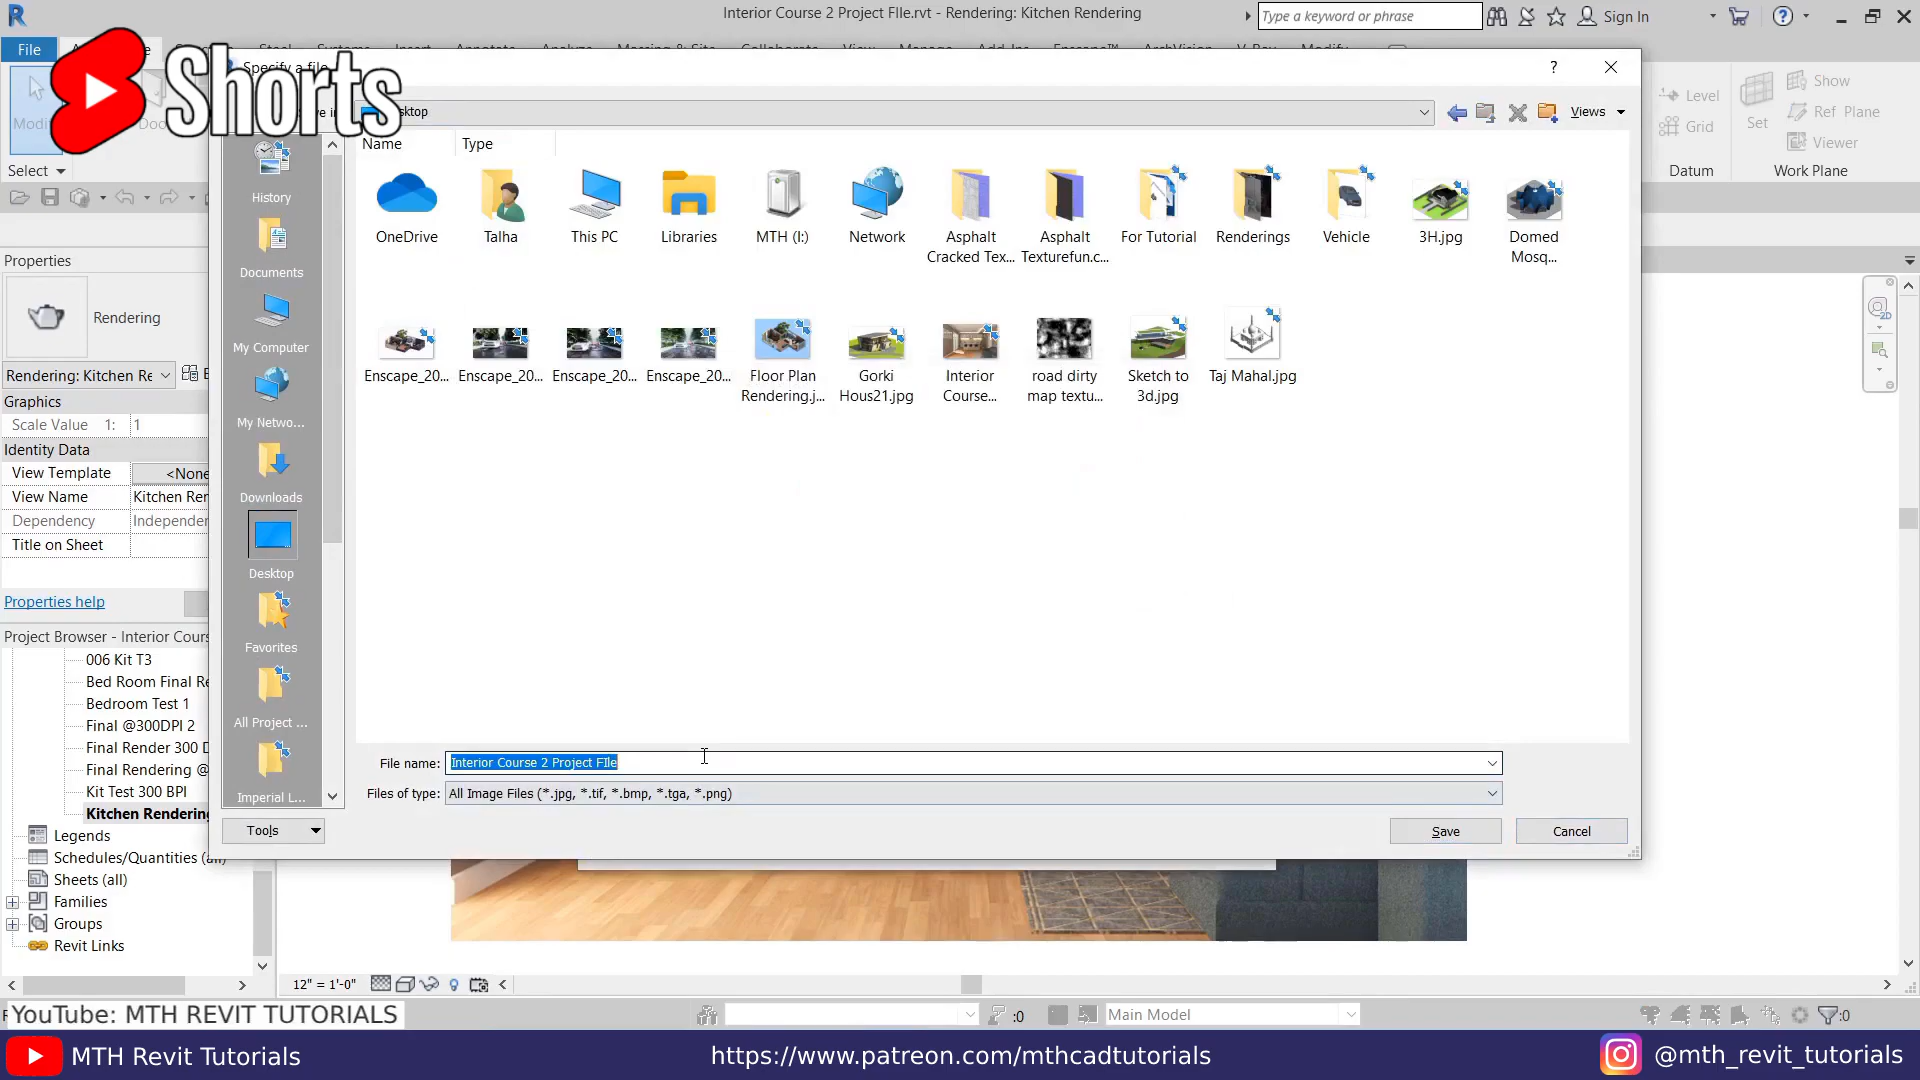 Interior Course 2 Project FIle.rvt - Rendering: Kitchen Rendering
Type a keyword or phrase
Sign In
File
Shorts
Specify a file
Desktop
Views
Name
Type
Level
Grid
Set
Show
Ref Plane
Viewer
Select
Datum
Work Plane
History
Documents
My Computer
My Netwo...
Downloads
Desktop
Favorites
All Project ...
Imperial L...
OneDrive
Talha
This PC
Libraries
MTH (I:)
Network
Asphalt Cracked Tex...
Asphalt Texturefun.c...
For Tutorial
Renderings
Vehicle
3H.jpg
Domed Mosq...
Enscape_20...
Enscape_20...
Enscape_20...
Enscape_20...
Floor Plan Rendering.j...
Gorki Hous21.jpg
Interior Course...
road dirty map textu...
Sketch to 3d.jpg
Taj Mahal.jpg
Properties
Rendering
Rendering: Kitchen Re
Graphics
Scale Value 1: 1
Identity Data
View Template <None
View Name Kitchen Rer
Dependency Independer
Title on Sheet
Properties help
Project Browser - Interior Cours
006 Kit T3
Bed Room Final Re
Bedroom Test 1
Final @300DPI 2
Final Render 300 D
Final Rendering @
Kit Test 300 BPI
Kitchen Rendering
Legends
Schedules/Quantities (all)
Sheets (all)
Families
Groups
Revit Links
File name: Interior Course 2 Project FIle
Files of type: All Image Files (*.jpg, *.tif, *.bmp, *.tga, *.png)
Tools
Save
Cancel
12" = 1'-0"
YouTube: MTH REVIT TUTORIALS
:0
Main Model
:0
MTH Revit Tutorials
https://www.patreon.com/mthcadtutorials
@mth_revit_tutorials